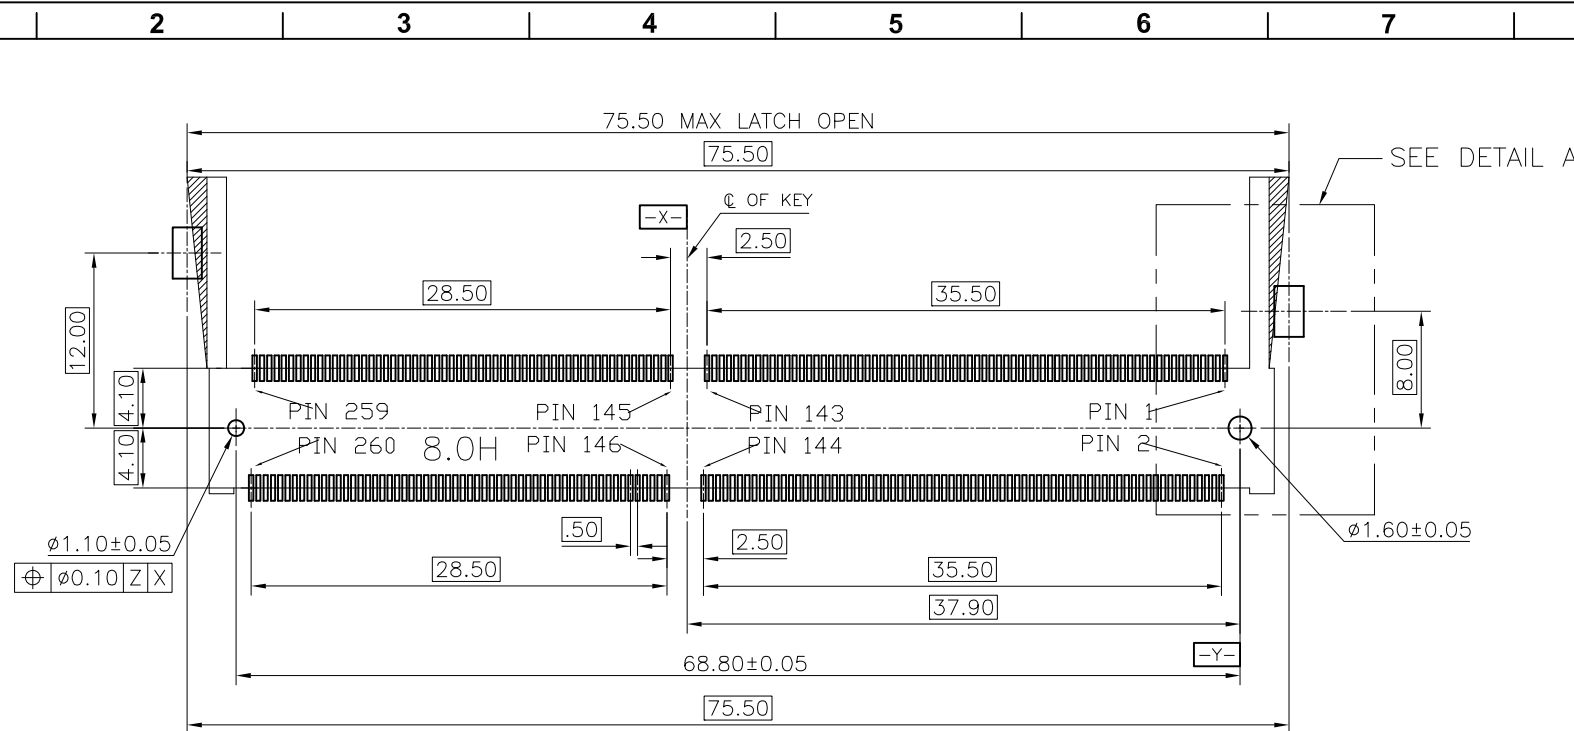 2 3 4 5 6 7
75.50 MAX LATCH OPEN
75.50
SEE DETAIL A
℄ OF KEY
-X-
2.50
28.50
35.50
12.00
8.00
4.10
4.10
PIN 259
PIN 145
PIN 143
PIN 1
PIN 260
8.0H
PIN 146
PIN 144
PIN 2
.50
2.50
⌀1.10±0.05
⌖ ⌀0.10 Z X
⌀1.60±0.05
28.50
35.50
37.90
-Y-
68.80±0.05
75.50